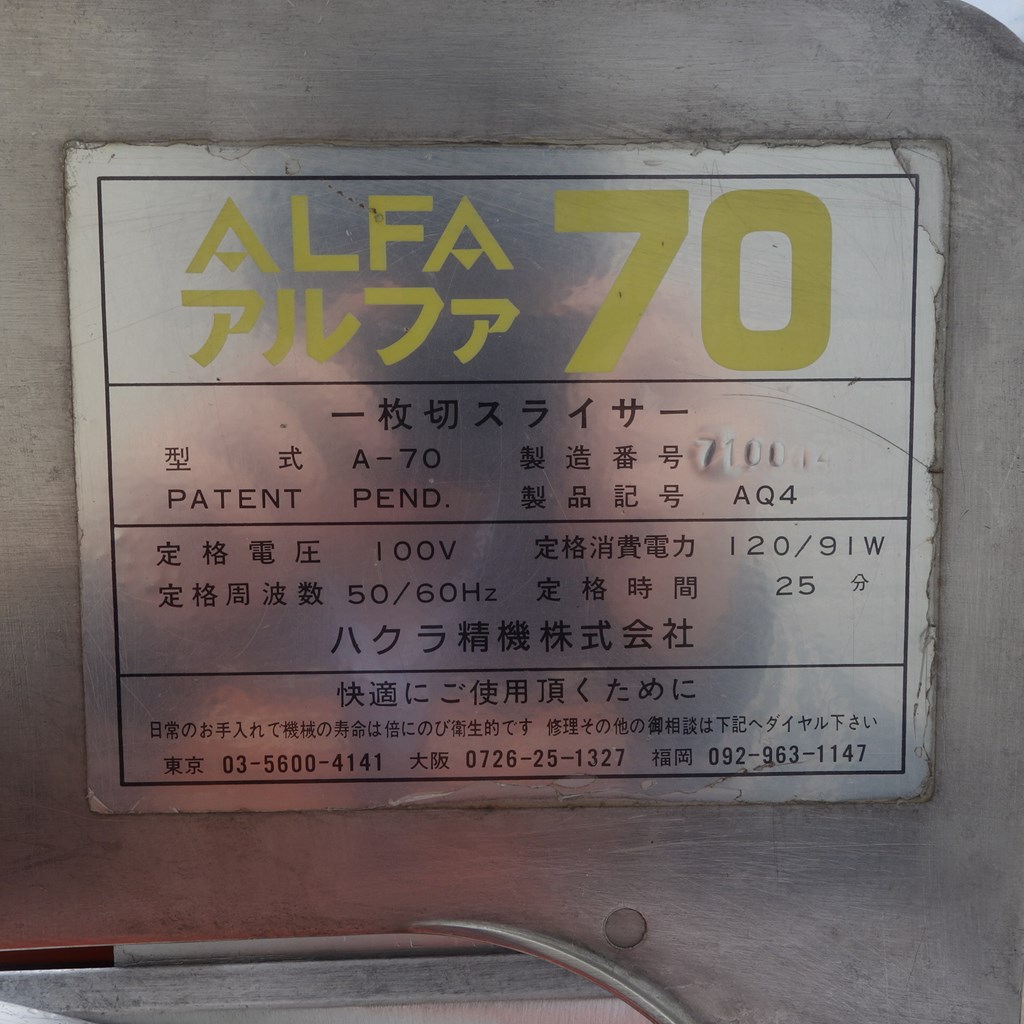 ALFA 70
アルファ
一枚切スライサー
型式 A-70 製造番号
PATENT PEND. 製品記号 AQ4
定格電圧 100V 定格消費電力 120/91W
定格周波数 50/60Hz 定格時間 25 分
ハクラ精機株式会社
快適にご使用頂くために
日常のお手入れで機械の寿命は倍にのび衛生的です 修理その他の御相談は下記へダイヤル下さい
東京 03-5600-4141 大阪 0726-25-1327 福岡 092-963-1147